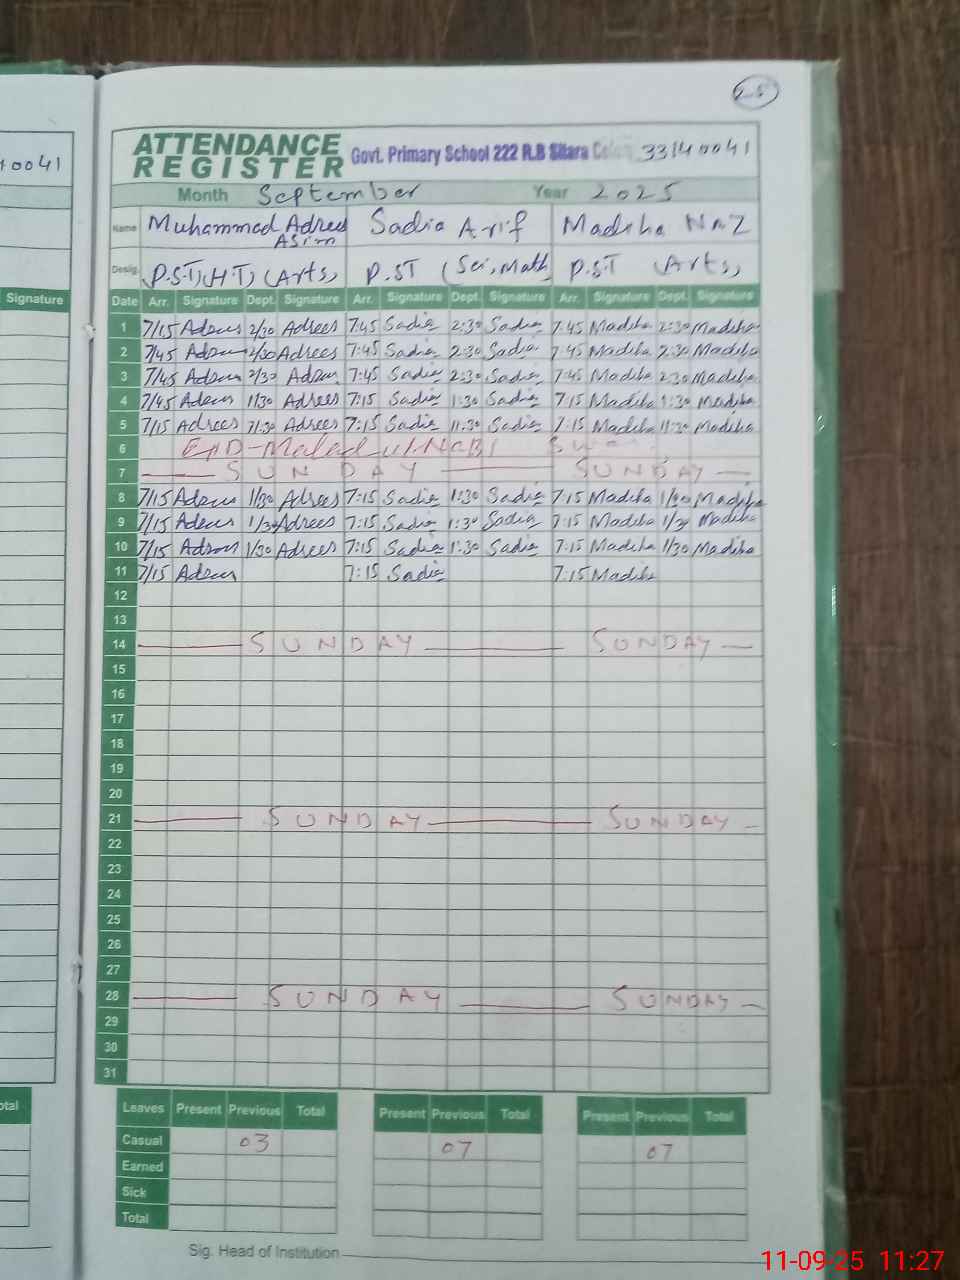 25
ATTENDANCE REGISTER Govt. Primary School 222 R.B Sitara 33140041
10041
Month September Year 2025
Name Muhammad Adrees Asim Sadia Arif Madiha NAZ
Desig. P.ST,(HT) (Arts) P.ST (Sci, Math P.ST (Arts)
Signature
Date Arr. Signature Dept. Signature Arr. Signature Dept. Signature Arr. Signature Dept. Signature
1 7/15 Adrees 2/30 Adrees 7:45 Sadia 2:30 Sadia 7:45 Madiha 2:30 Madiha
2 7/45 Adrees 2/30 Adrees 7:45 Sadia 2:30 Sadia 7:45 Madiha 2:30 Madiha
3 7/45 Adrees 2/30 Adrees 7:45 Sadia 2:30 Sadia 7:45 Madiha 2:30 Madiha
4 7/45 Adrees 1/30 Adrees 7:15 Sadia 1:30 Sadia 7:15 Madiha 1:30 Madiha
5 7/15 Adrees Adrees 7:15 Sadia 11:30 Sadia 7:15 Madiha 11:30 Madiha
6 EID-Melad ul NABI
7 SUNDAY SUNDAY
8 7/15 Adrees 1/30 Adrees 7:15 Sadia 1:30 Sadia 7:15 Madiha 1/30 Madiha
9 7/15 Adrees 1/30 Adrees 7:15 Sadia 1:30 Sadia 7:15 Madiha 1/30 Madiha
10 7/15 Adrees 1/30 Adrees 7:15 Sadia 1:30 Sadia 7:15 Madiha 1/30 Madiha
11 7/15 Adrees 7:15 Sadia 7:15 Madiha
12
13
14 SUNDAY SUNDAY
15
16
17
18
19
20
21 SUNDAY SUNDAY
22
23
24
25
26
27
28 SUNDAY SUNDAY
29
30
31
Leaves Present Previous Total Present Previous Total Present Previous Total
Casual 03 07 07
Earned
Sick
Total
Sig. Head of Institution
11-09-25 11:27